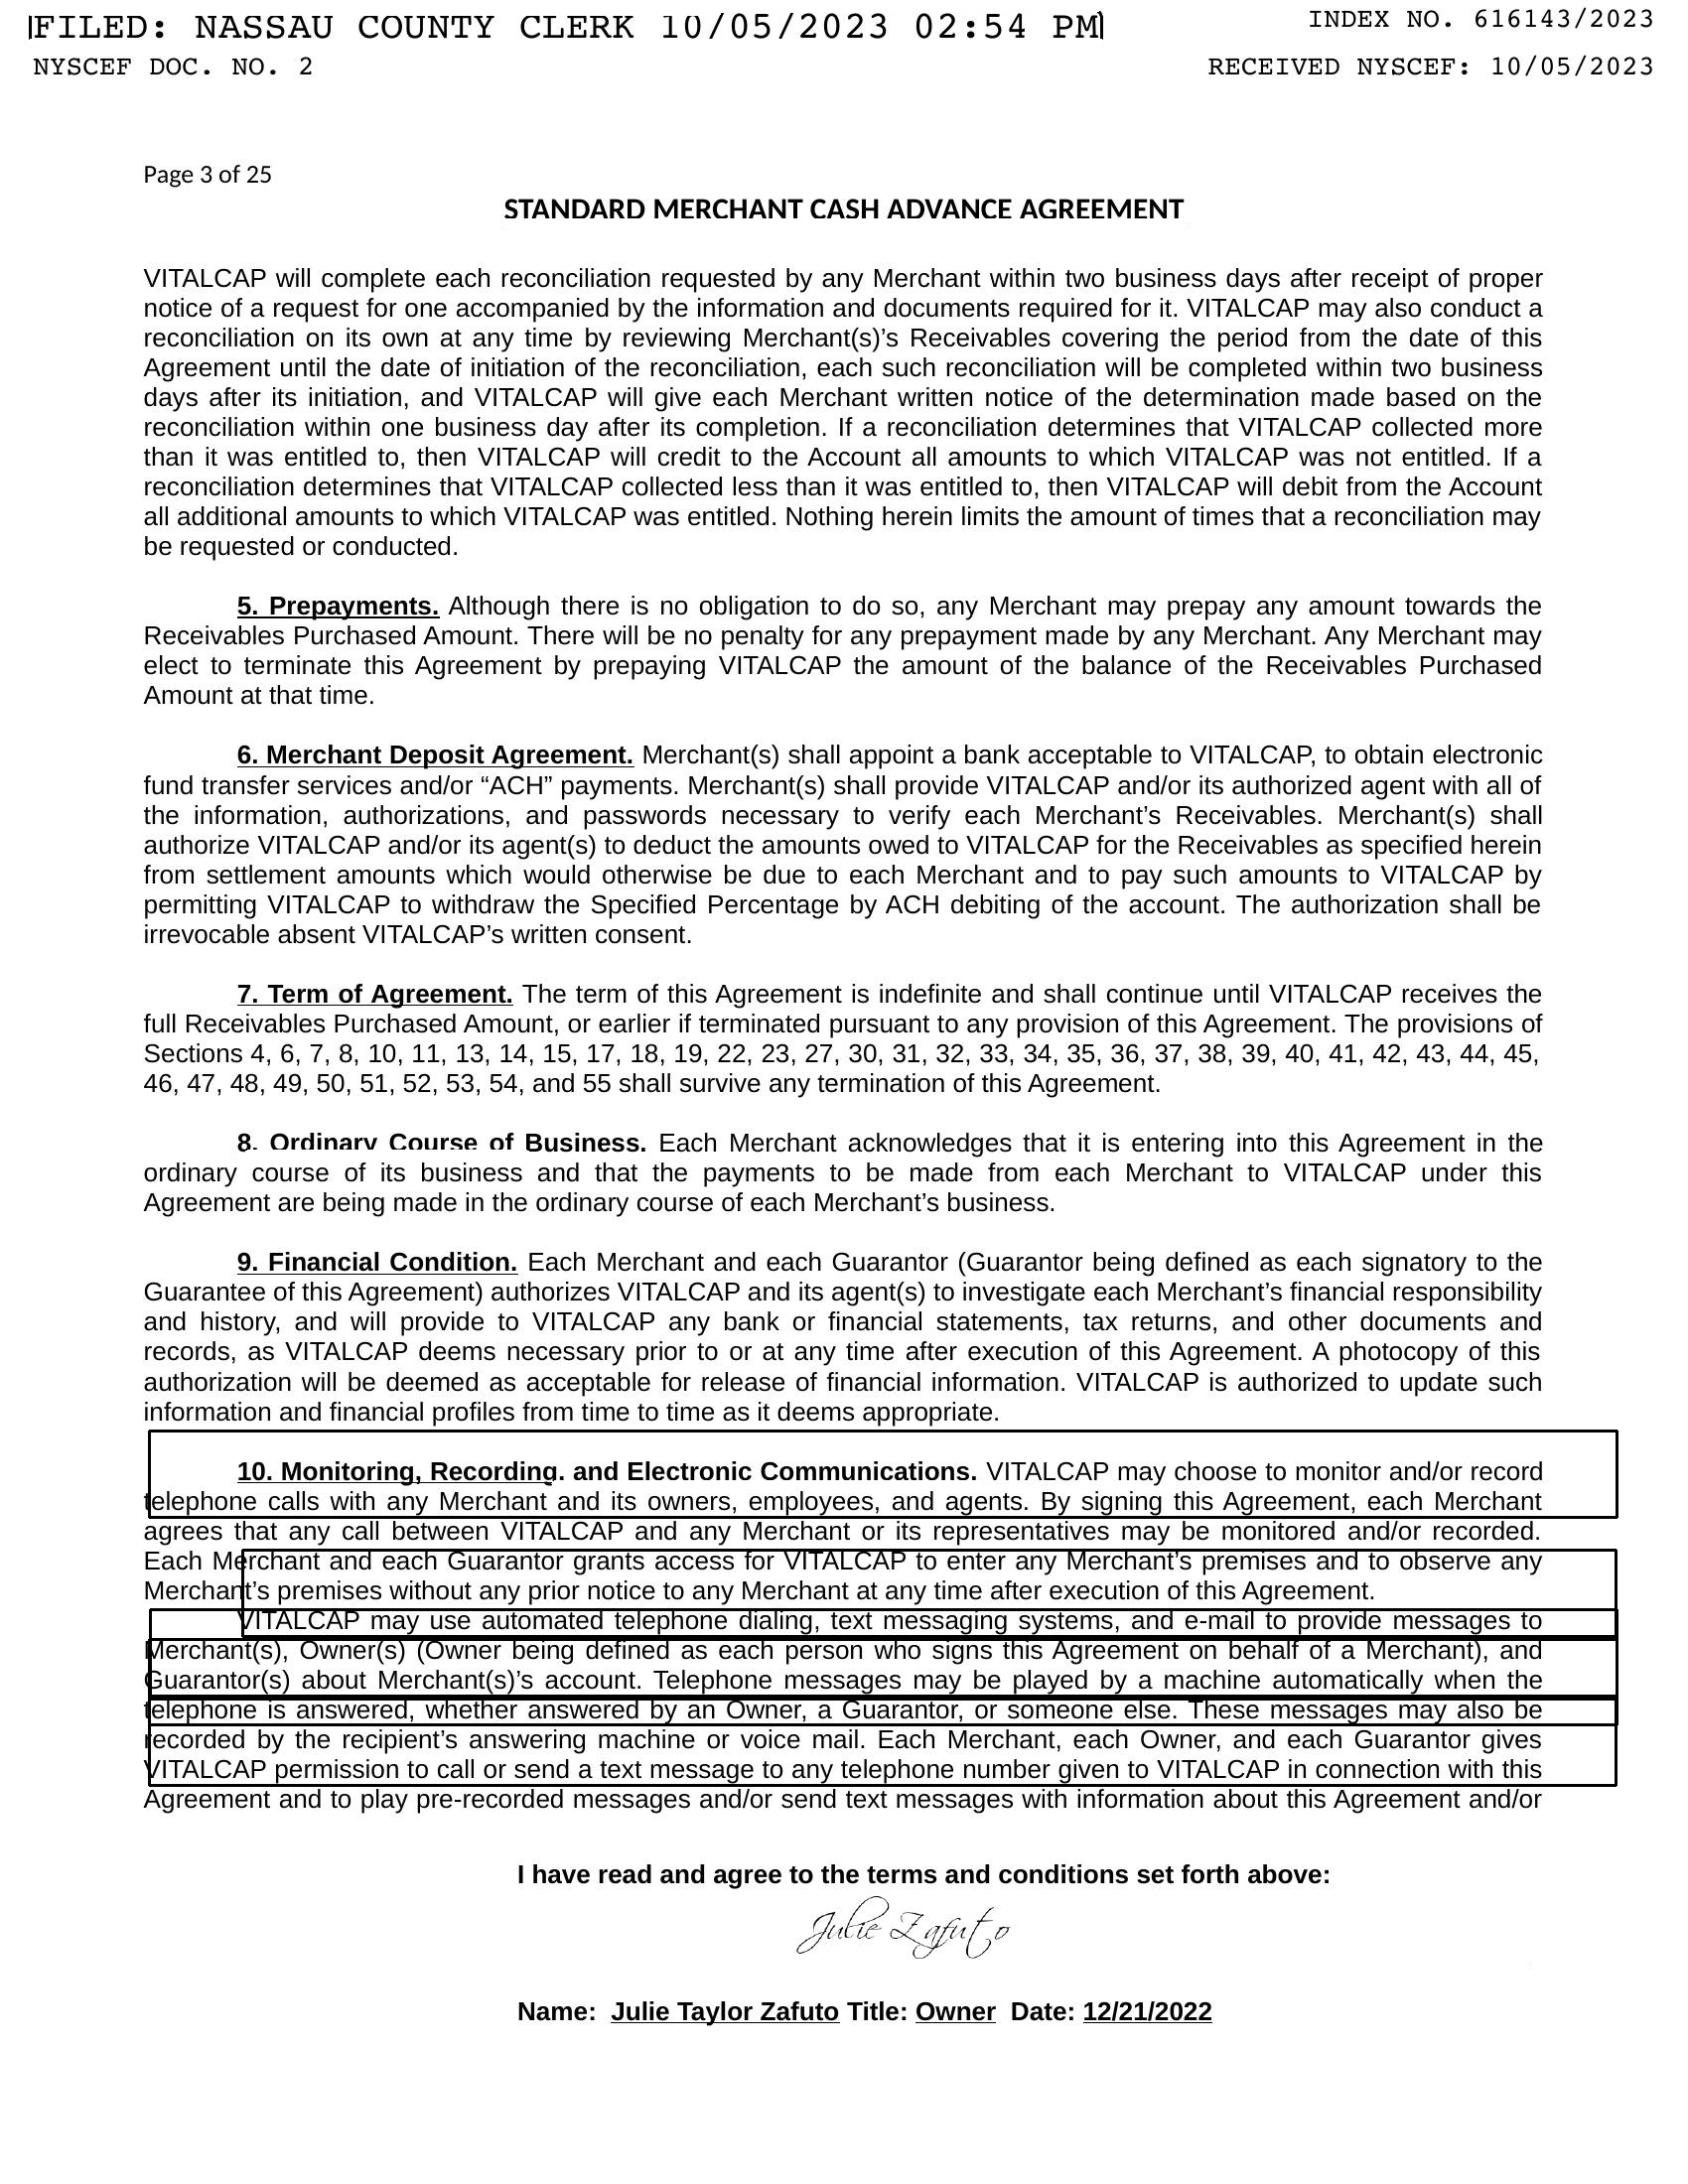 FILED: NASSAU COUNTY CLERK 10/05/2023 02:54 PM
INDEX NO. 616143/2023
NYSCEF DOC. NO. 2
RECEIVED NYSCEF: 10/05/2023
Page 3 of 25
STANDARD MERCHANT CASH ADVANCE AGREEMENT
VITALCAP will complete each reconciliation requested by any Merchant within two business days after receipt of proper
notice of a request for one accompanied by the information and documents required for it. VITALCAP may also conduct a
reconciliation on its own at any time by reviewing Merchant(s)’s Receivables covering the period from the date of this
Agreement until the date of initiation of the reconciliation, each such reconciliation will be completed within two business
days after its initiation, and VITALCAP will give each Merchant written notice of the determination made based on the
reconciliation within one business day after its completion. If a reconciliation determines that VITALCAP collected more
than it was entitled to, then VITALCAP will credit to the Account all amounts to which VITALCAP was not entitled. If a
reconciliation determines that VITALCAP collected less than it was entitled to, then VITALCAP will debit from the Account
all additional amounts to which VITALCAP was entitled. Nothing herein limits the amount of times that a reconciliation may
be requested or conducted.
5. Prepayments. Although there is no obligation to do so, any Merchant may prepay any amount towards the
Receivables Purchased Amount. There will be no penalty for any prepayment made by any Merchant. Any Merchant may
elect to terminate this Agreement by prepaying VITALCAP the amount of the balance of the Receivables Purchased
Amount at that time.
6. Merchant Deposit Agreement. Merchant(s) shall appoint a bank acceptable to VITALCAP, to obtain electronic
fund transfer services and/or “ACH” payments. Merchant(s) shall provide VITALCAP and/or its authorized agent with all of
the information, authorizations, and passwords necessary to verify each Merchant’s Receivables. Merchant(s) shall
authorize VITALCAP and/or its agent(s) to deduct the amounts owed to VITALCAP for the Receivables as specified herein
from settlement amounts which would otherwise be due to each Merchant and to pay such amounts to VITALCAP by
permitting VITALCAP to withdraw the Specified Percentage by ACH debiting of the account. The authorization shall be
irrevocable absent VITALCAP’s written consent.
7. Term of Agreement. The term of this Agreement is indefinite and shall continue until VITALCAP receives the
full Receivables Purchased Amount, or earlier if terminated pursuant to any provision of this Agreement. The provisions of
Sections 4, 6, 7, 8, 10, 11, 13, 14, 15, 17, 18, 19, 22, 23, 27, 30, 31, 32, 33, 34, 35, 36, 37, 38, 39, 40, 41, 42, 43, 44, 45,
46, 47, 48, 49, 50, 51, 52, 53, 54, and 55 shall survive any termination of this Agreement.
8. Ordinary Course of Business. Each Merchant acknowledges that it is entering into this Agreement in the
ordinary course of its business and that the payments to be made from each Merchant to VITALCAP under this
Agreement are being made in the ordinary course of each Merchant’s business.
9. Financial Condition. Each Merchant and each Guarantor (Guarantor being defined as each signatory to the
Guarantee of this Agreement) authorizes VITALCAP and its agent(s) to investigate each Merchant’s financial responsibility
and history, and will provide to VITALCAP any bank or financial statements, tax returns, and other documents and
records, as VITALCAP deems necessary prior to or at any time after execution of this Agreement. A photocopy of this
authorization will be deemed as acceptable for release of financial information. VITALCAP is authorized to update such
information and financial profiles from time to time as it deems appropriate.
10. Monitoring, Recording. and Electronic Communications. VITALCAP may choose to monitor and/or record
telephone calls with any Merchant and its owners, employees, and agents. By signing this Agreement, each Merchant
agrees that any call between VITALCAP and any Merchant or its representatives may be monitored and/or recorded.
Each Merchant and each Guarantor grants access for VITALCAP to enter any Merchant’s premises and to observe any
Merchant’s premises without any prior notice to any Merchant at any time after execution of this Agreement.
VITALCAP may use automated telephone dialing, text messaging systems, and e-mail to provide messages to
Merchant(s), Owner(s) (Owner being defined as each person who signs this Agreement on behalf of a Merchant), and
Guarantor(s) about Merchant(s)’s account. Telephone messages may be played by a machine automatically when the
telephone is answered, whether answered by an Owner, a Guarantor, or someone else. These messages may also be
recorded by the recipient’s answering machine or voice mail. Each Merchant, each Owner, and each Guarantor gives
VITALCAP permission to call or send a text message to any telephone number given to VITALCAP in connection with this
Agreement and to play pre-recorded messages and/or send text messages with information about this Agreement and/or
I have read and agree to the terms and conditions set forth above:
Julie Zafuto
Name: Julie Taylor Zafuto Title: Owner Date: 12/21/2022